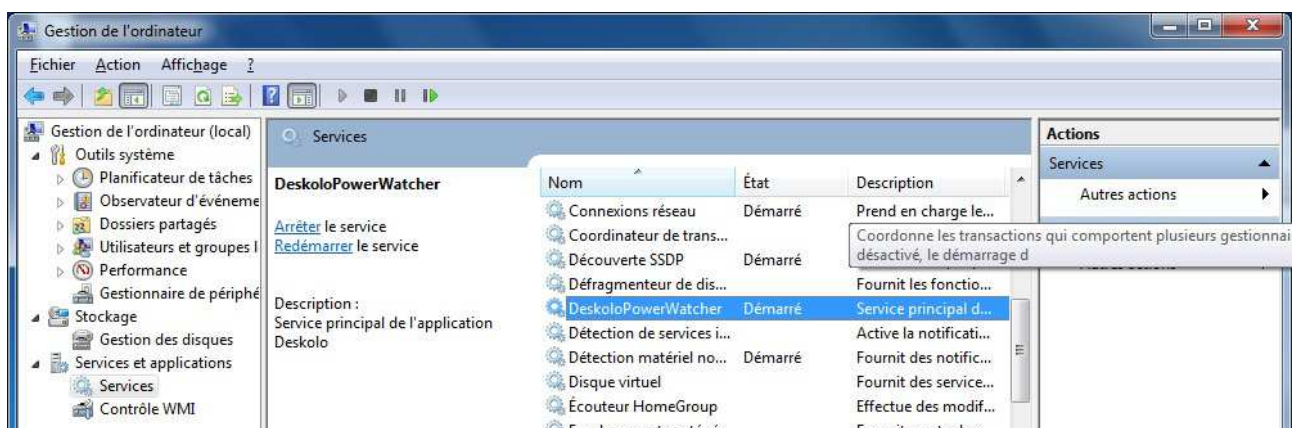 Gestion de l'ordinateur
Fichier Action Affichage ?
Gestion de l'ordinateur (local)
Outils système
Planificateur de tâches
Observateur d'événeme
Dossiers partagés
Utilisateurs et groupes l
Performance
Gestionnaire de périphé
Stockage
Gestion des disques
Services et applications
Services
Contrôle WMI
Services
DeskoloPowerWatcher
Arrêter le service
Redémarrer le service
Description :
Service principal de l'application
Deskolo
Nom État Description
Connexions réseau Démarré Prend en charge le...
Coordinateur de trans...
Découverte SSDP Démarré
Défragmenteur de dis... Fournit les fonctio...
DeskoloPowerWatcher Démarré Service principal d...
Détection de services i... Active la notificati...
Détection matériel no... Démarré Fournit des notific...
Disque virtuel Fournit des service...
Écouteur HomeGroup Effectue des modif...
Coordonne les transactions qui comportent plusieurs gestionnai
désactivé, le démarrage d
Actions
Services
Autres actions